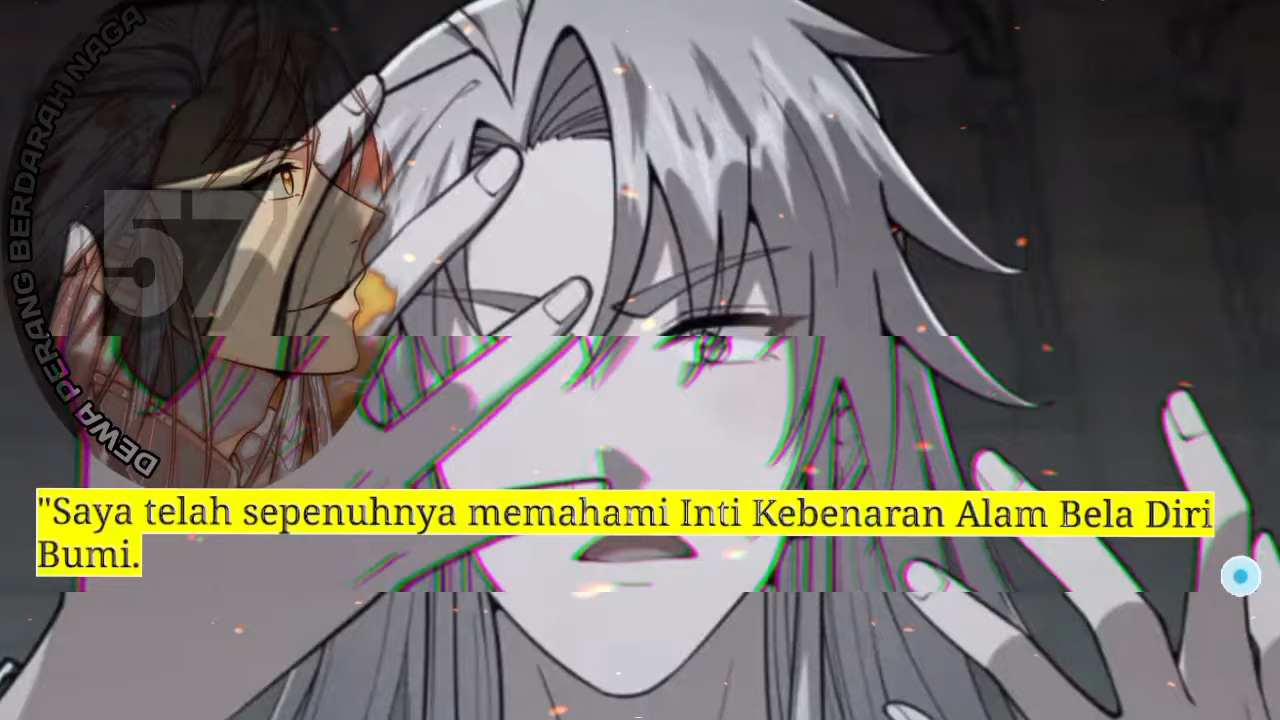 DEWA PERANG BERDARAH NAGA
57
"Saya telah sepenuhnya memahami Inti Kebenaran Alam Bela Diri
Bumi.